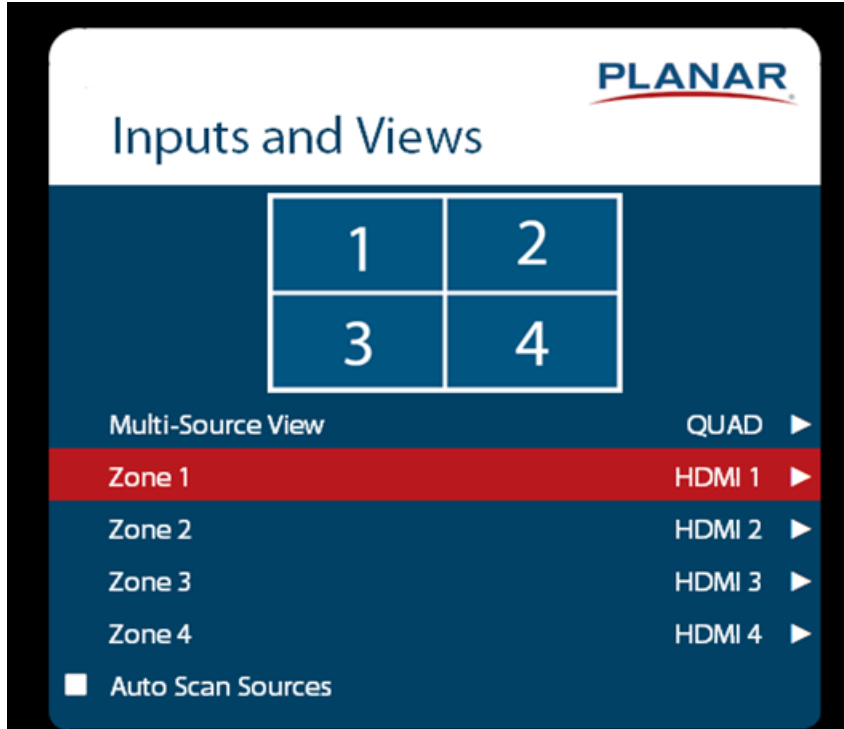 PLANAR
Inputs and Views
1 2
3 4
Multi-Source View QUAD ▶
Zone 1 HDMI 1 ▶
Zone 2 HDMI 2 ▶
Zone 3 HDMI 3 ▶
Zone 4 HDMI 4 ▶
Auto Scan Sources